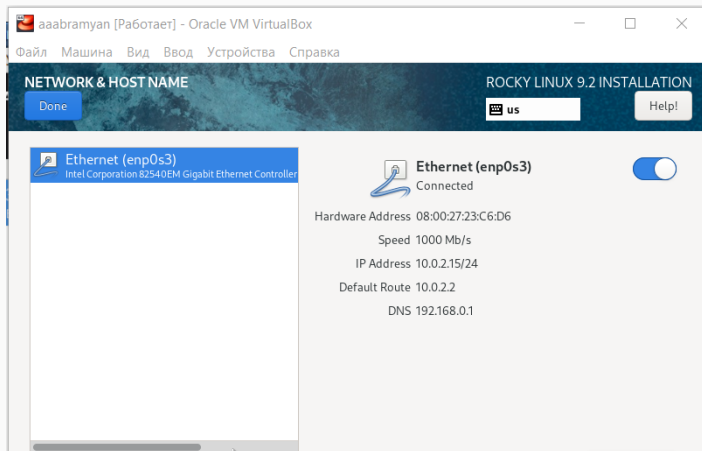 aaabramyan [Работает] - Oracle VM VirtualBox
Файл Машина Вид Ввод Устройства Справка
NETWORK & HOST NAME
ROCKY LINUX 9.2 INSTALLATION
Done
us
Help!
Ethernet (enp0s3)
Intel Corporation 82540EM Gigabit Ethernet Controller
Ethernet (enp0s3)
Connected
Hardware Address 08:00:27:23:C6:D6
Speed 1000 Mb/s
IP Address 10.0.2.15/24
Default Route 10.0.2.2
DNS 192.168.0.1